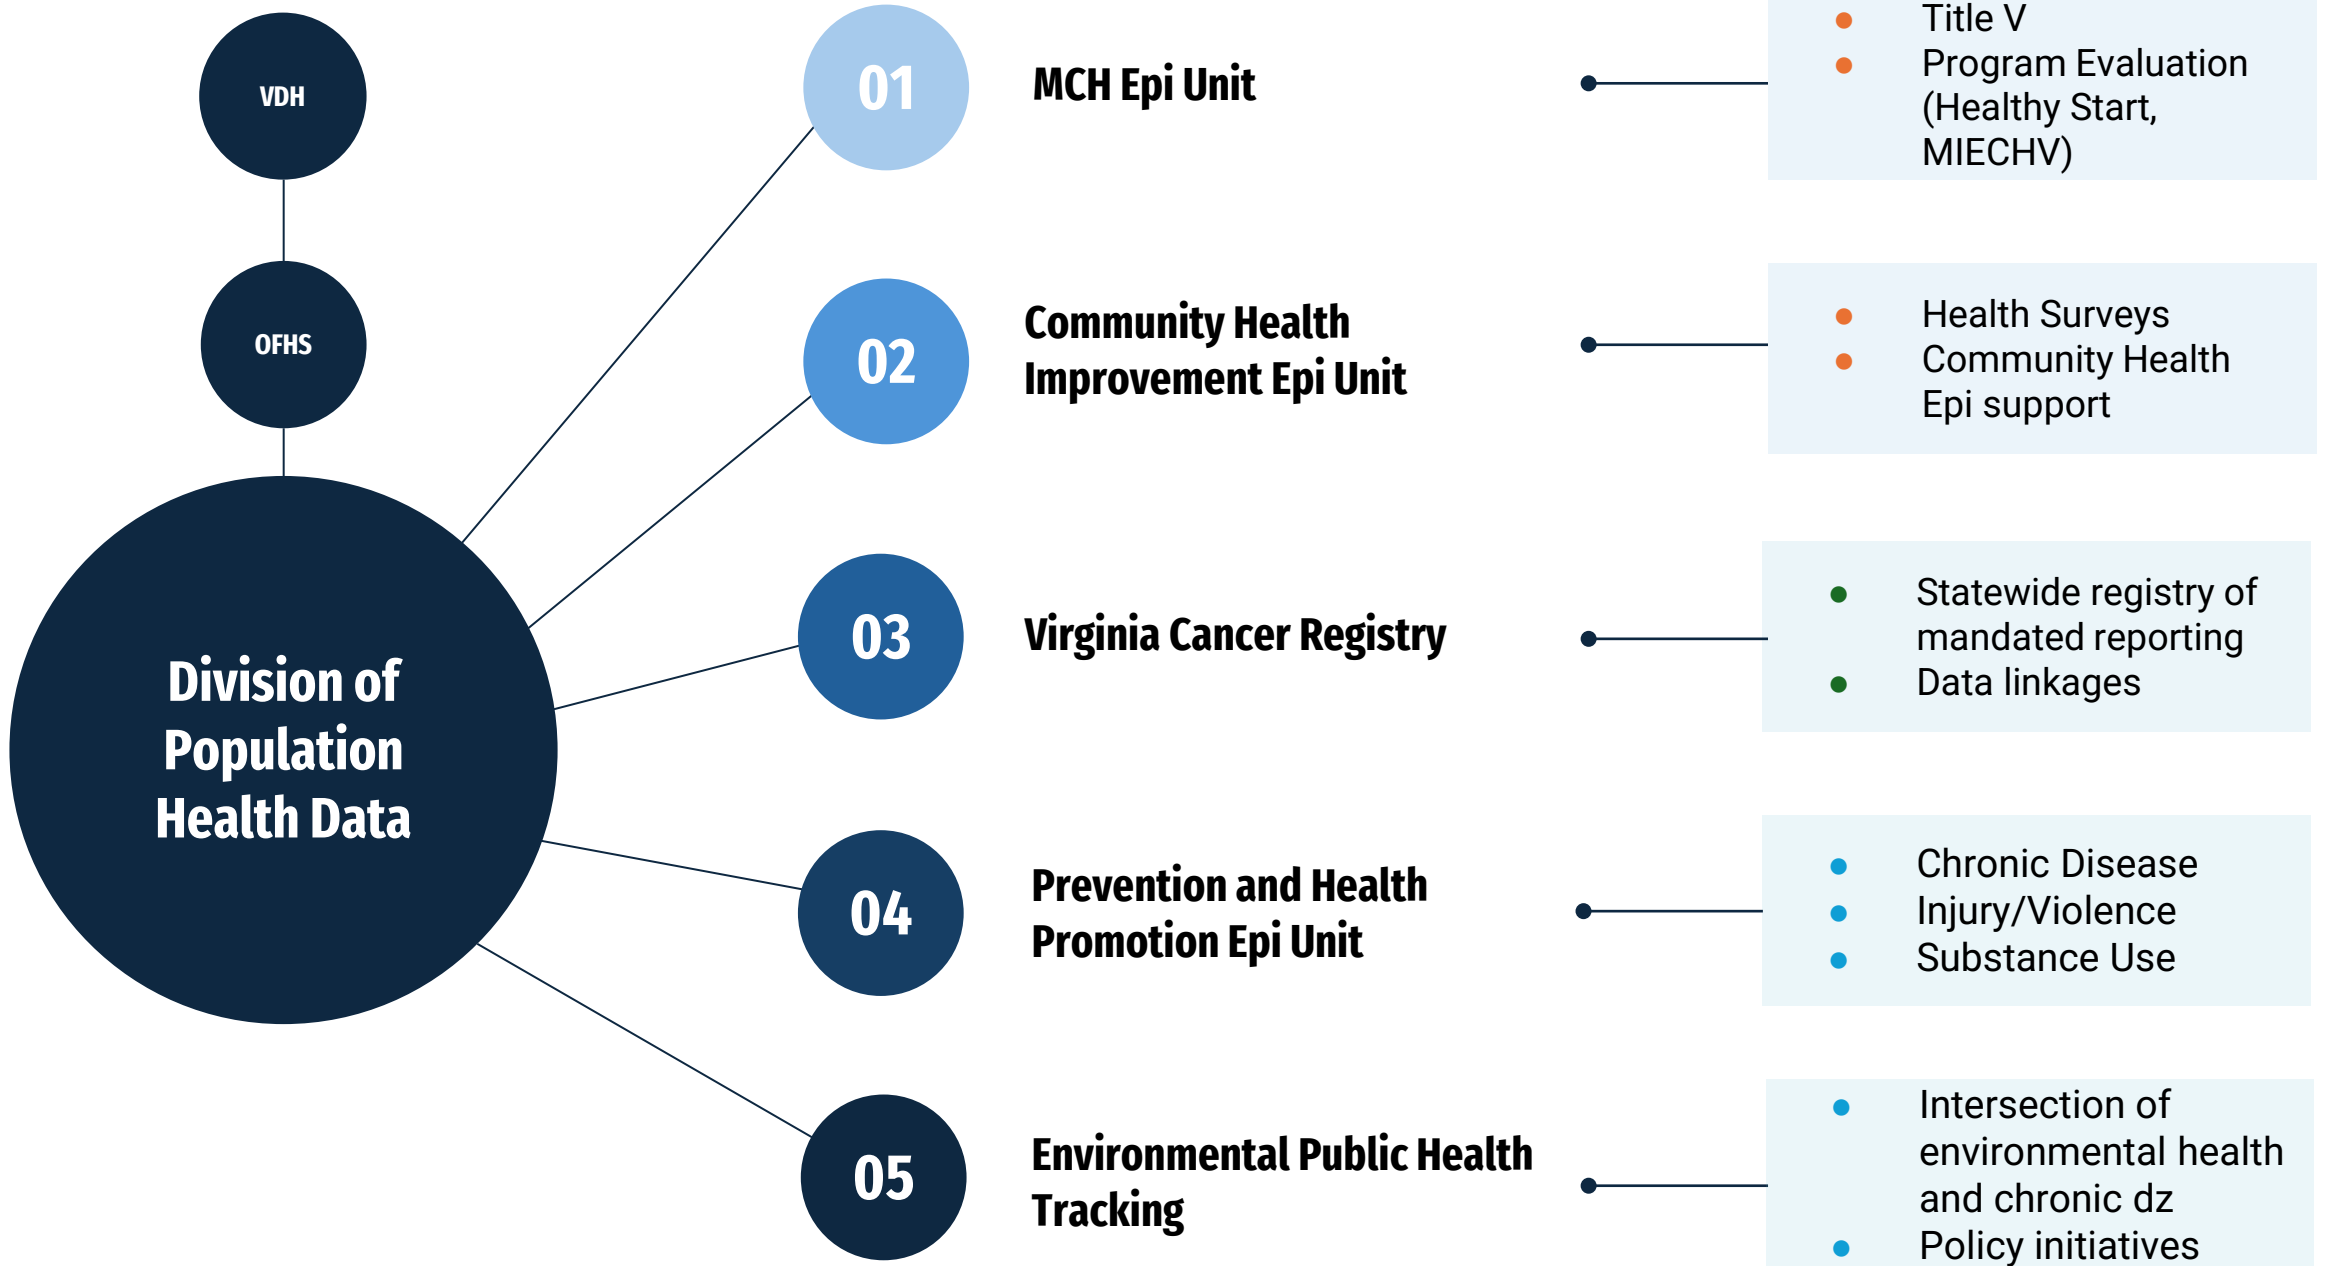 VDH
OFHS
Division of
Population
Health Data
01
MCH Epi Unit
Title V
Program Evaluation
(Healthy Start,
MIECHV)
02
Community Health
Improvement Epi Unit
Health Surveys
Community Health
Epi support
03
Virginia Cancer Registry
Statewide registry of
mandated reporting
Data linkages
04
Prevention and Health
Promotion Epi Unit
Chronic Disease
Injury/Violence
Substance Use
05
Environmental Public Health
Tracking
Intersection of
environmental health
and chronic dz
Policy initiatives